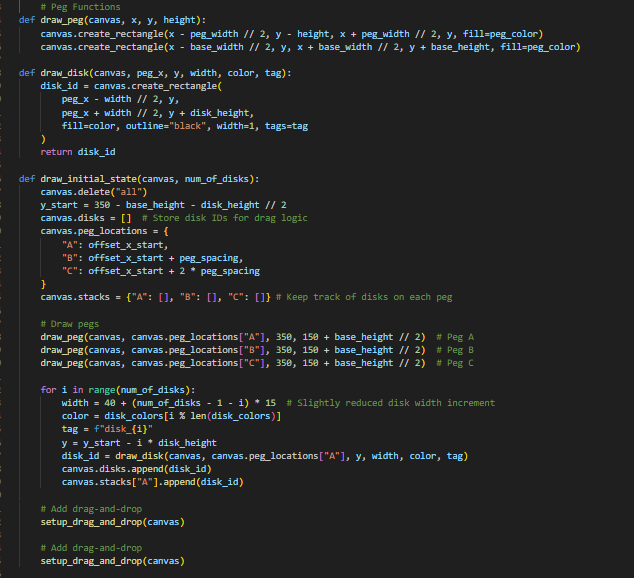 # Peg Functions
def draw_peg(canvas, x, y, height):
    canvas.create_rectangle(x - peg_width // 2, y - height, x + peg_width // 2, y, fill=peg_color)
    canvas.create_rectangle(x - base_width // 2, y, x + base_width // 2, y + base_height, fill=peg_color)

def draw_disk(canvas, peg_x, y, width, color, tag):
    disk_id = canvas.create_rectangle(
        peg_x - width // 2, y,
        peg_x + width // 2, y + disk_height,
        fill=color, outline="black", width=1, tags=tag
    )
    return disk_id

def draw_initial_state(canvas, num_of_disks):
    canvas.delete("all")
    y_start = 350 - base_height - disk_height // 2
    canvas.disks = []  # Store disk IDs for drag logic
    canvas.peg_locations = {
        "A": offset_x_start,
        "B": offset_x_start + peg_spacing,
        "C": offset_x_start + 2 * peg_spacing
    }
    canvas.stacks = {"A": [], "B": [], "C": []} # Keep track of disks on each peg

    # Draw pegs
    draw_peg(canvas, canvas.peg_locations["A"], 350, 150 + base_height // 2)  # Peg A
    draw_peg(canvas, canvas.peg_locations["B"], 350, 150 + base_height // 2)  # Peg B
    draw_peg(canvas, canvas.peg_locations["C"], 350, 150 + base_height // 2)  # Peg C

    for i in range(num_of_disks):
        width = 40 + (num_of_disks - 1 - i) * 15  # Slightly reduced disk width increment
        color = disk_colors[i % len(disk_colors)]
        tag = f"disk_{i}"
        y = y_start - i * disk_height
        disk_id = draw_disk(canvas, canvas.peg_locations["A"], y, width, color, tag)
        canvas.disks.append(disk_id)
        canvas.stacks["A"].append(disk_id)

    # Add drag-and-drop
    setup_drag_and_drop(canvas)

    # Add drag-and-drop
    setup_drag_and_drop(canvas)